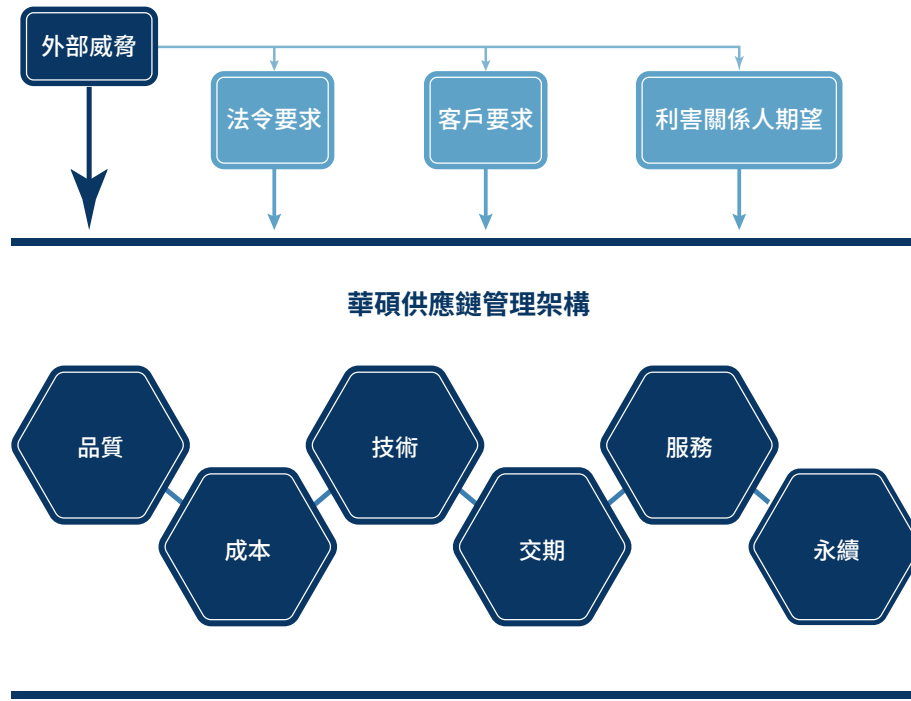 外部威脅
法令要求
客戶要求
利害關係人期望
華碩供應鏈管理架構
品質
技術
服務
成本
交期
永續